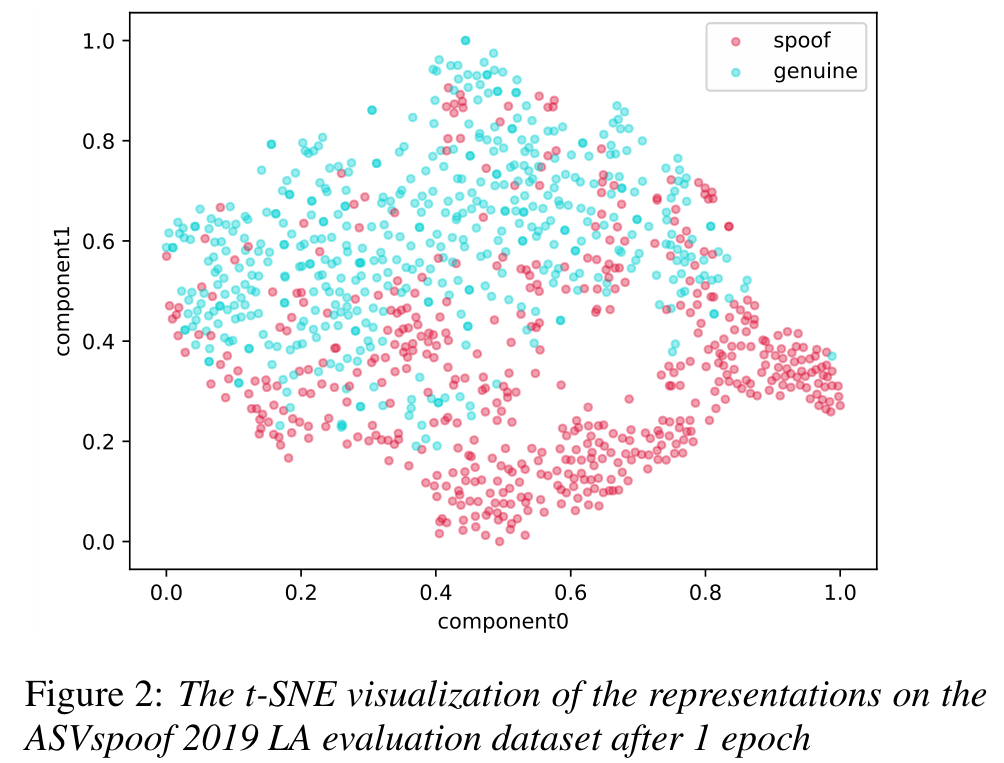 spoof
genuine
1.0
0.8
0.6
0.4
0.2
0.0
component1
0.0 0.2 0.4 0.6 0.8 1.0
component0
Figure 2: The t-SNE visualization of the representations on the
ASVspoof 2019 LA evaluation dataset after 1 epoch